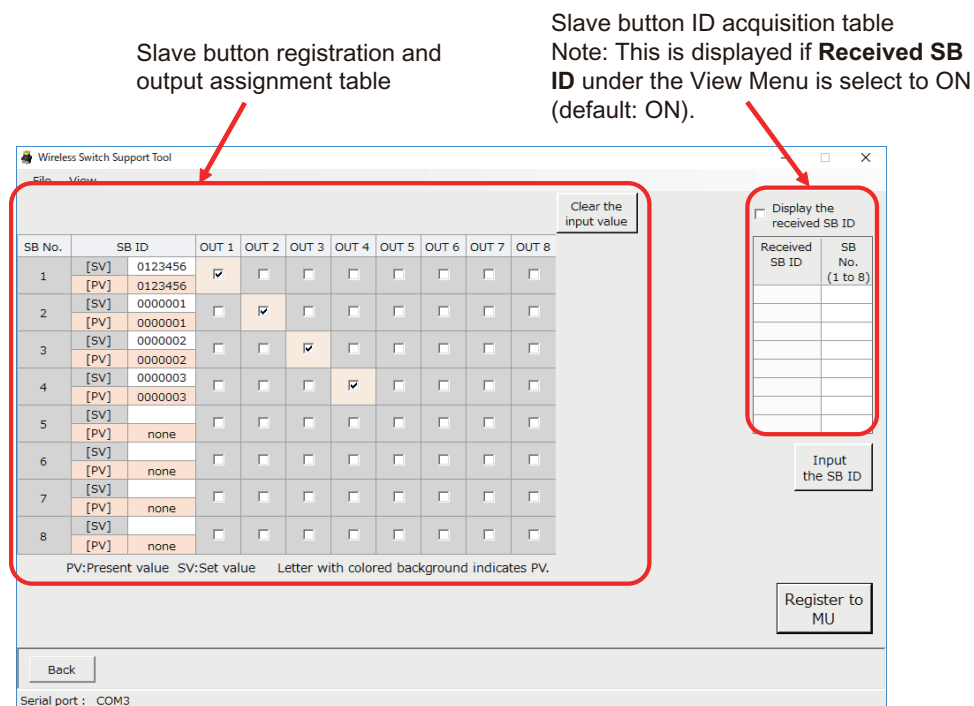 Slave button registration and
output assignment table
Slave button ID acquisition table
Note: This is displayed if Received SB
ID under the View Menu is select to ON
(default: ON).
Wireless Switch Support Tool
File View
Clear the
input value
SB No. SB ID OUT 1 OUT 2 OUT 3 OUT 4 OUT 5 OUT 6 OUT 7 OUT 8
1 [SV] 0123456
[PV] 0123456
2 [SV] 0000001
[PV] 0000001
3 [SV] 0000002
[PV] 0000002
4 [SV] 0000003
[PV] 0000003
5 [SV]
[PV] none
6 [SV]
[PV] none
7 [SV]
[PV] none
8 [SV]
[PV] none
PV:Present value SV:Set value Letter with colored background indicates PV.
Display the
received SB ID
Received
SB ID
SB
No.
(1 to 8)
Input
the SB ID
Register to
MU
Back
Serial port : COM3